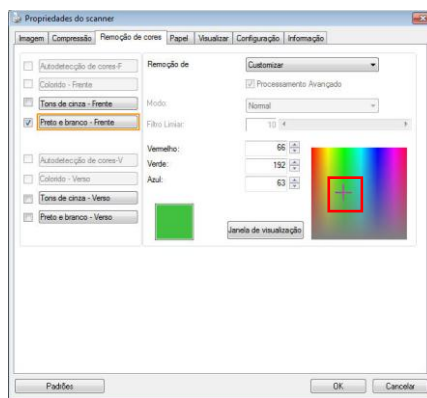 Propriedades do scanner
Imagem Compressão Remoção de cores Papel Visualizar Configuração Informação
Autodetecção de cores-F
Colorido - Frente
Tons de cinza - Frente
Preto e branco - Frente
Autodetecção de cores-V
Colorido - Verso
Tons de cinza - Verso
Preto e branco - Verso
Remoção de Customizar
Processamento Avançado
Modo: Normal
Filtro Limiar: 10
Vermelho: 66
Verde: 192
Azul: 63
Janela de visualização
Padrões OK Cancelar